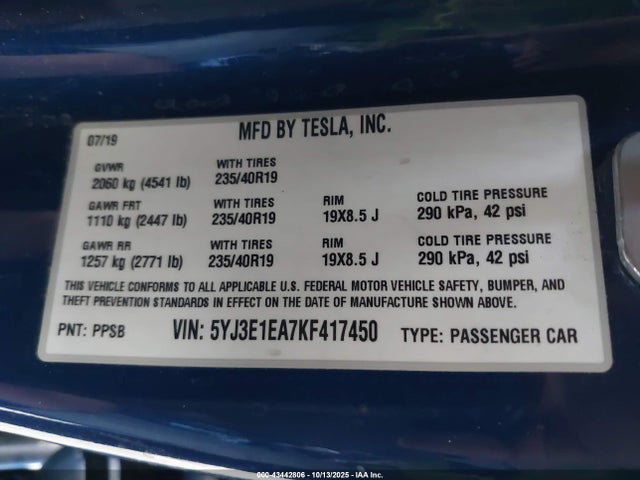 07/19
MFD BY TESLA, INC.
GVWR
2060 kg (4541 lb)
WITH TIRES
235/40R19
GAWR FRT
1110 kg (2447 lb)
WITH TIRES
235/40R19
RIM
19X8.5 J
COLD TIRE PRESSURE
290 kPa, 42 psi
GAWR RR
1257 kg (2771 lb)
WITH TIRES
235/40R19
RIM
19X8.5 J
COLD TIRE PRESSURE
290 kPa, 42 psi
THIS VEHICLE CONFORMS TO ALL APPLICABLE U.S. FEDERAL MOTOR VEHICLE SAFETY, BUMPER, AND
THEFT PREVENTION STANDARDS IN EFFECT ON THE DATE OF MANUFACTURE SHOWN ABOVE.
PNT: PPSB
VIN: 5YJ3E1EA7KF417450
TYPE: PASSENGER CAR
000-43442806 - 10/13/2025 - IAA Inc.